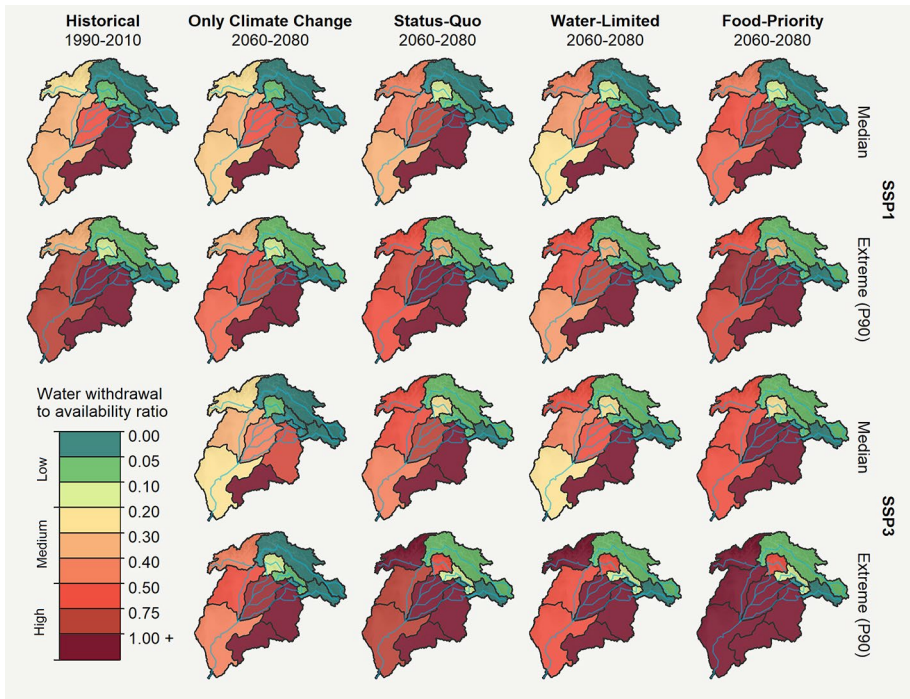 Historical
1990-2010
Only Climate Change
2060-2080
Status-Quo
2060-2080
Water-Limited
2060-2080
Food-Priority
2060-2080
Median
SSP1
Extreme (P90)
Water withdrawal
to availability ratio
0.00
0.05
0.10
0.20
0.30
0.40
0.50
0.75
1.00 +
Low
Medium
High
Median
SSP3
Extreme (P90)